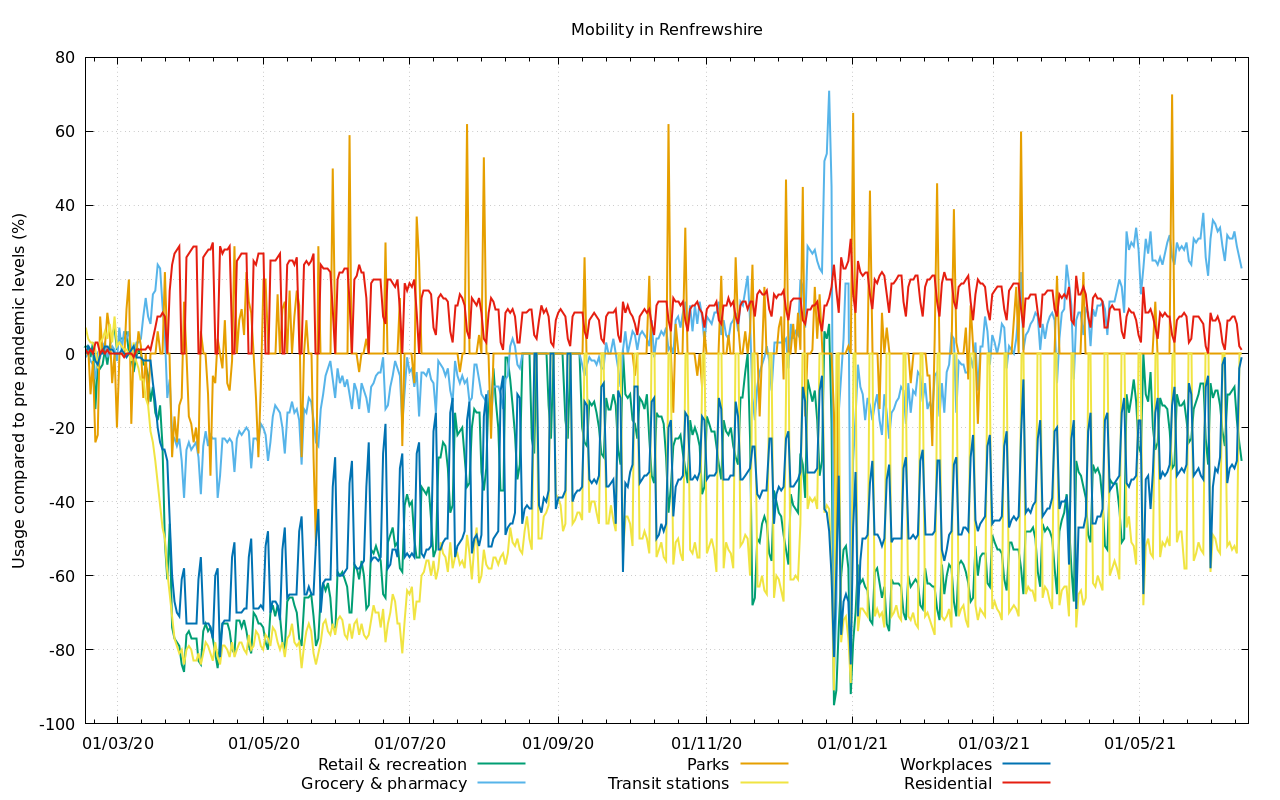 Mobility in Renfrewshire
Usage compared to pre pandemic levels (%)
80
60
40
20
0
-20
-40
-60
-80
-100
01/03/20 01/05/20 01/07/20 01/09/20 01/11/20 01/01/21 01/03/21 01/05/21
Retail & recreation Parks Workplaces
Grocery & pharmacy Transit stations Residential